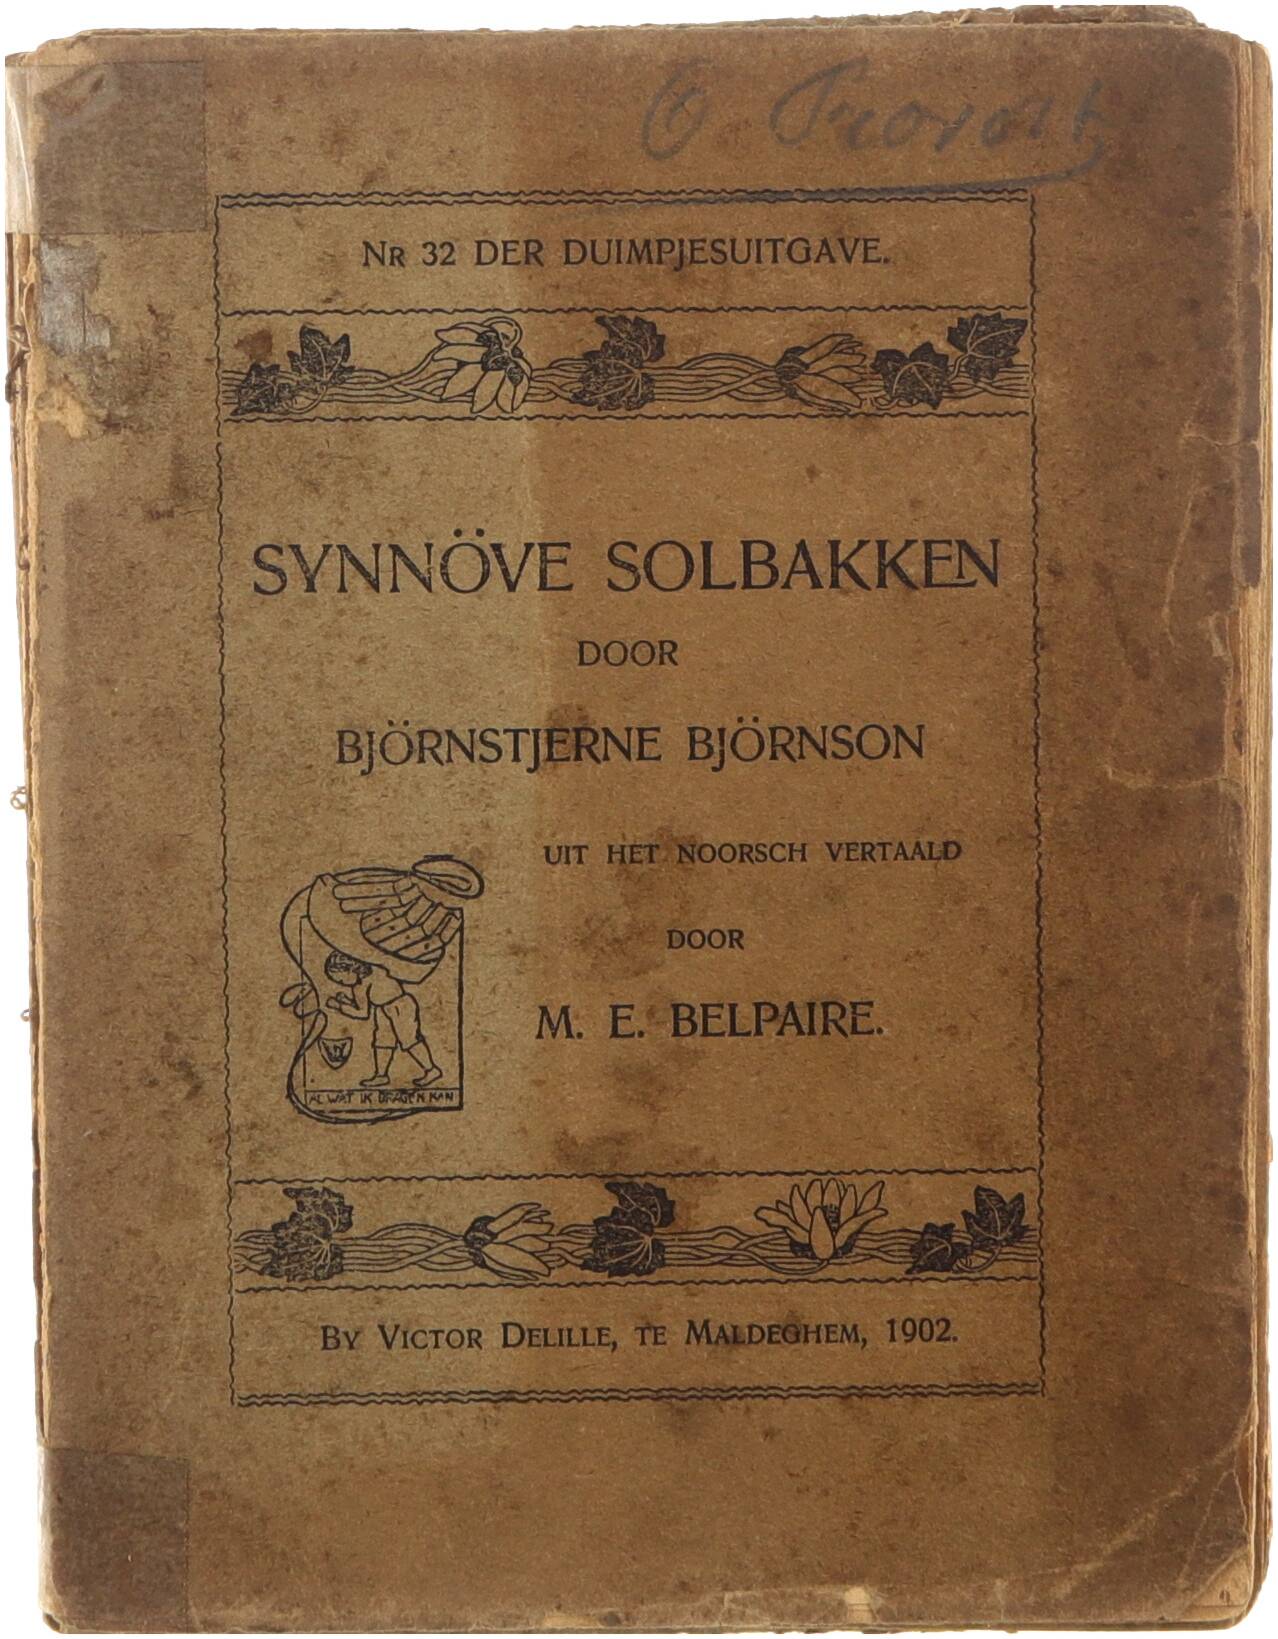 O Provost
NR 32 DER DUIMPJESUITGAVE.
SYNNÖVE SOLBAKKEN
DOOR
BJÖRNSTJERNE BJÖRNSON
UIT HET NOORSCH VERTAALD
DOOR
M. E. BELPAIRE.
AL WAT IK DRAGEN KAN
BY VICTOR DELILLE, TE MALDEGHEM, 1902.